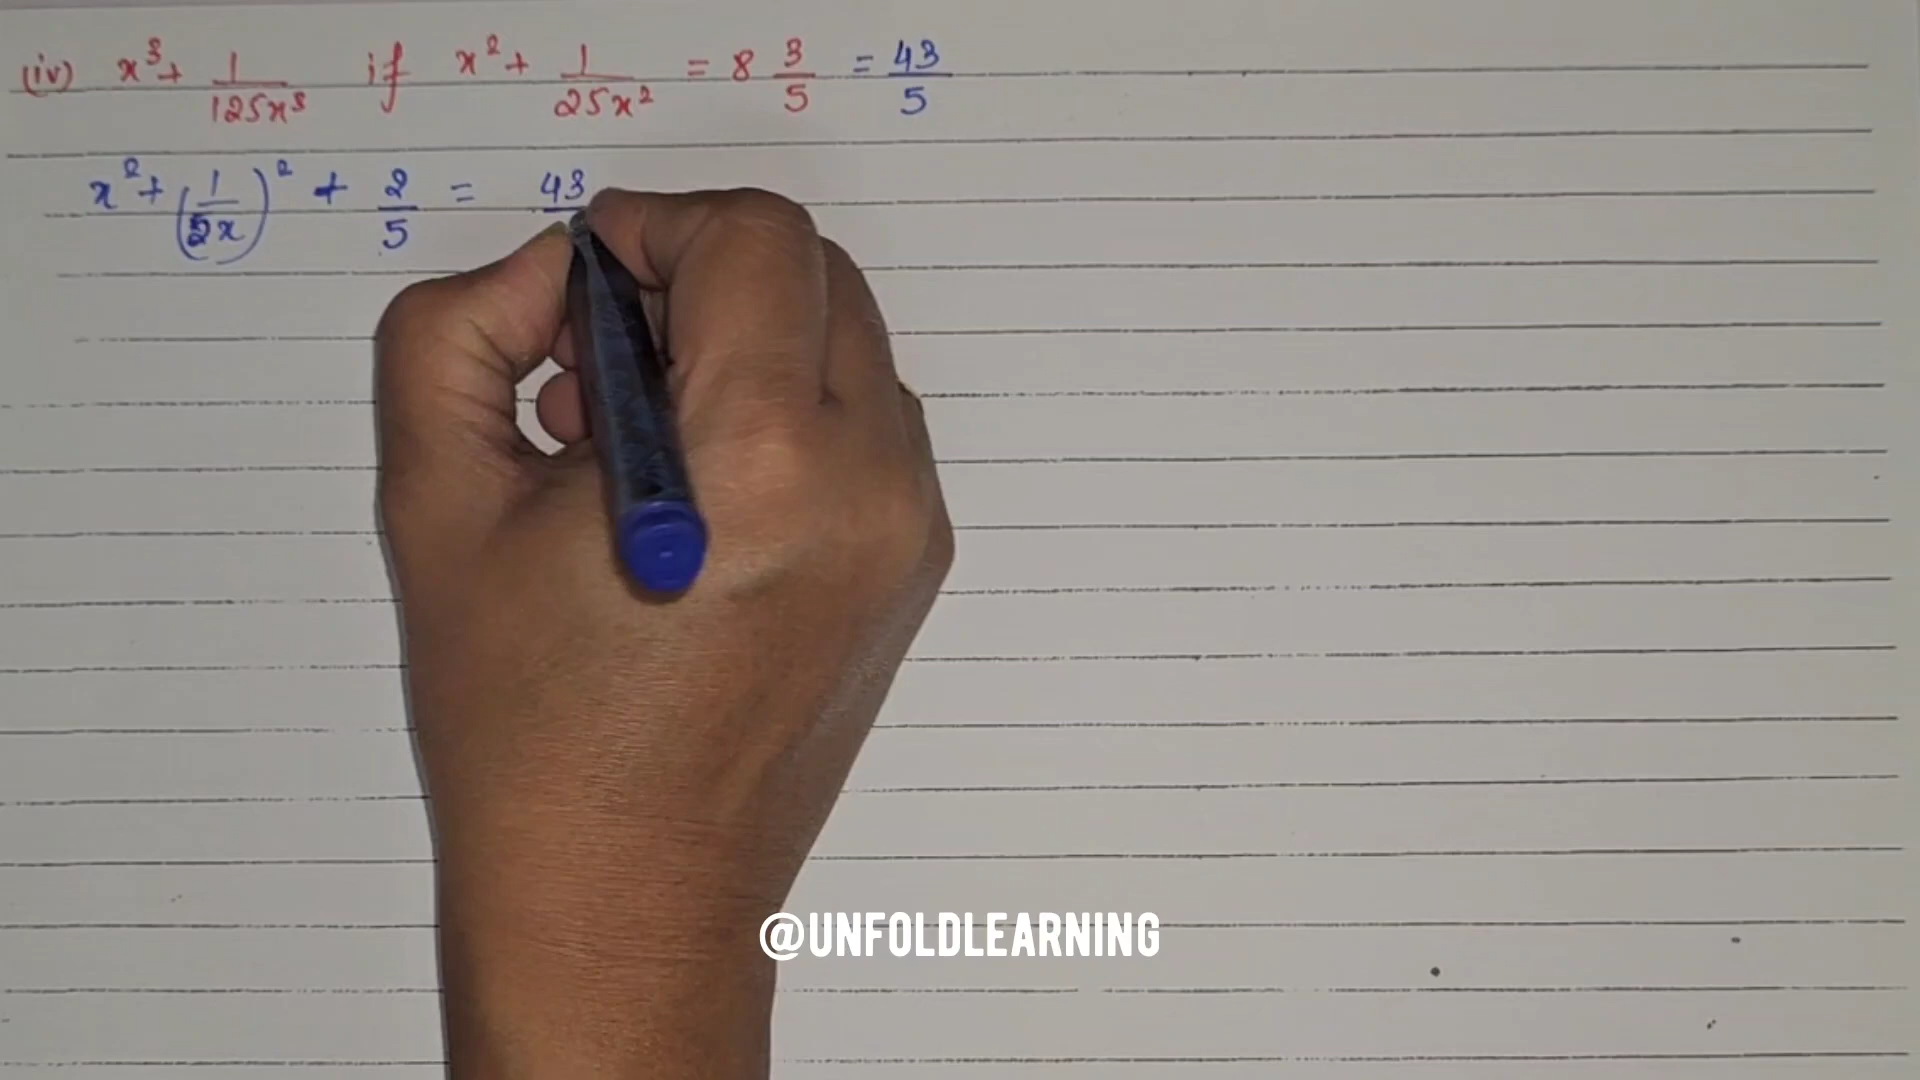 (iv) x³ + 1/125x³ if x² + 1/25x² = 8 3/5 = 43/5
x² + (1/5x)² + 2/5 = 43
@UNFOLDLEARNING